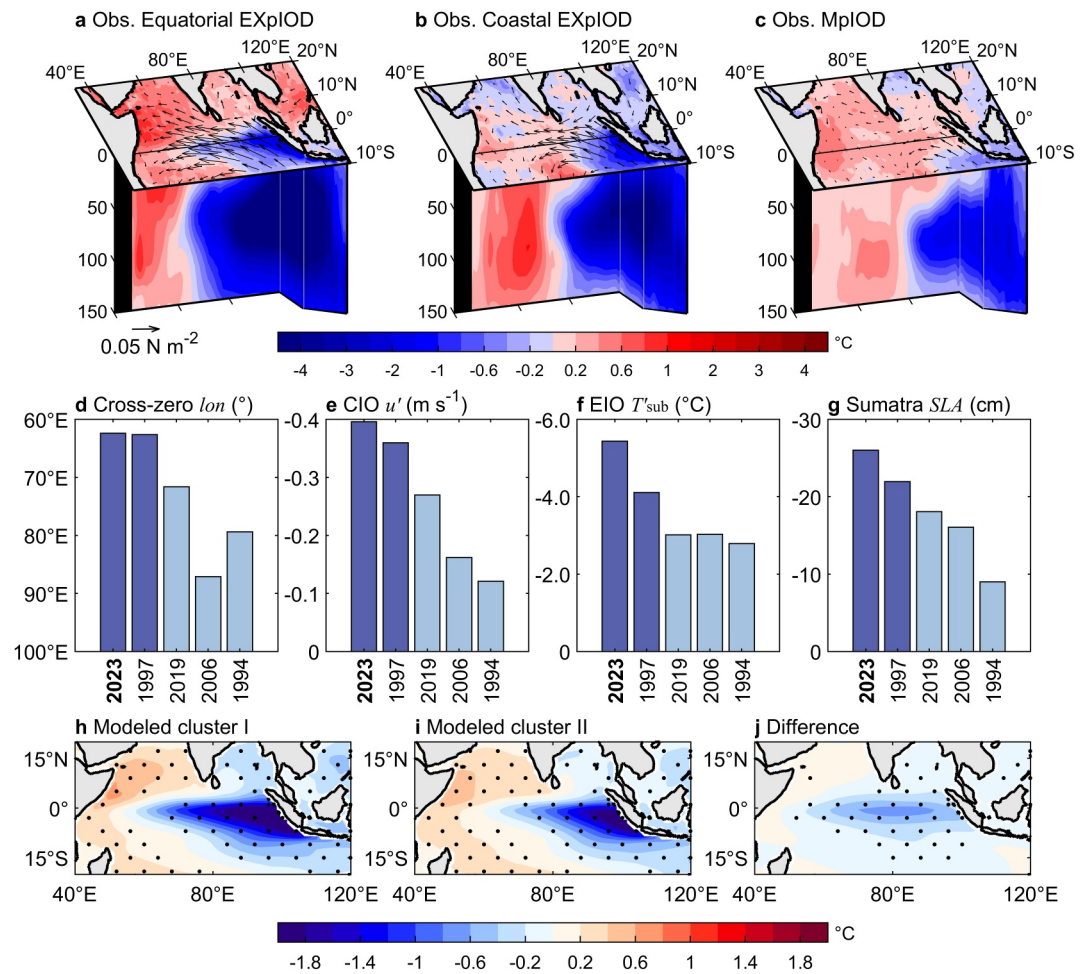 a Obs. Equatorial EXpIOD
b Obs. Coastal EXpIOD
c Obs. MpIOD
40°E 80°E 120°E 20°N 10°N 0° 10°S
40°E 80°E 120°E 20°N 10°N 0° 10°S
40°E 80°E 120°E 20°N 10°N 0° 10°S
0 50 100 150
0 50 100 150
0 50 100 150
0.05 N m⁻²
-4 -2 -1 -0.6 -0.2 0.2 0.6 1 2 4 °C
d Cross-zero lon (°)
60°E 70°E 80°E 90°E 100°E
2023 1997 2019 2006 1994
e CIO u′ (m s⁻¹)
-0.4 -0.3 -0.2 -0.1 0
2023 1997 2019 2006 1994
f EIO T′sub (°C)
-6.0 -4.0 -2.0 0
2023 1997 2019 2006 1994
g Sumatra SLA (cm)
-30 -20 -10 0
2023 1997 2019 2006 1994
h Modeled cluster I
15°N 0° 15°S
40°E 80°E 120°E
i Modeled cluster II
15°N 0° 15°S
40°E 80°E 120°E
j Difference
15°N 0° 15°S
40°E 80°E 120°E
-1.8 -1.4 -1 -0.6 -0.2 0.2 0.6 1 1.4 1.8 °C